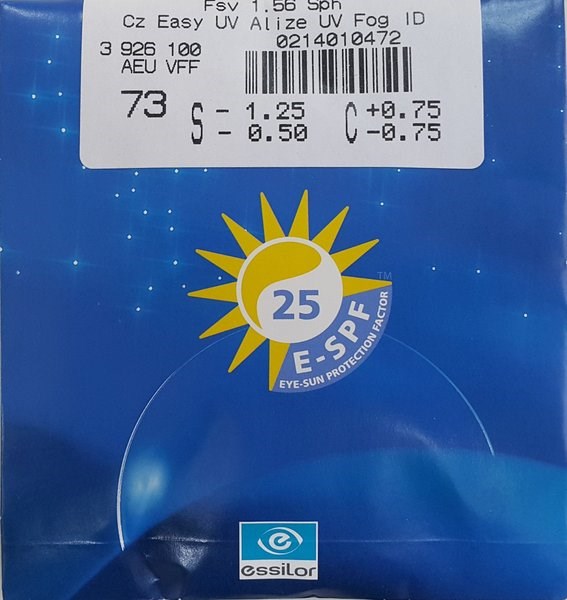 Fsv 1.56 Sph
Cz Easy UV Alize UV Fog ID
3 926 100
0214010472
AEU VFF
73
S - 1.25 C +0.75
- 0.50 -0.75
25
E-SPF
TM
EYE-SUN PROTECTION FACTOR
essilor